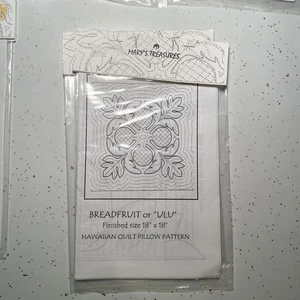 MARY'S TREASURES
BREADFRUIT or "ULU"
Finished size 18" x 18"
HAWAIIAN QUILT PILLOW PATTERN